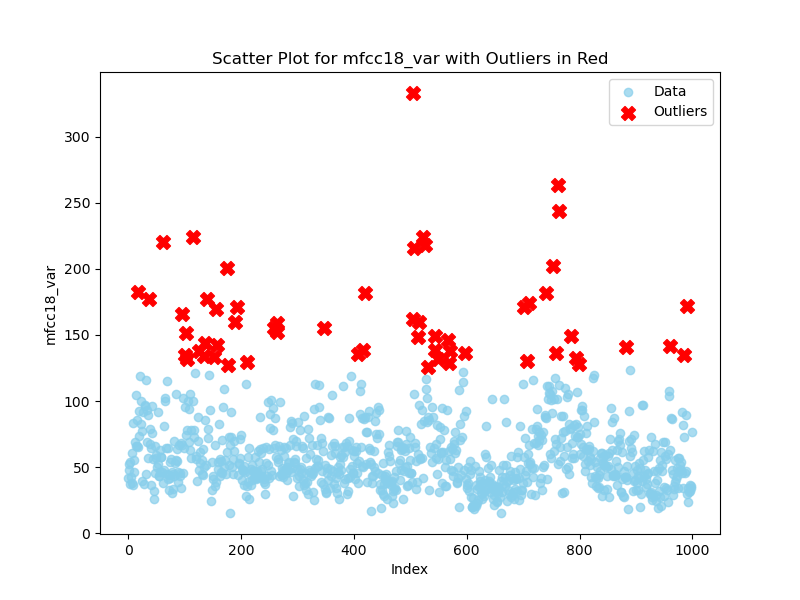 Scatter Plot for mfcc18_var with Outliers in Red
Data
Outliers
300
250
200
150
100
50
0
mfcc18_var
0 200 400 600 800 1000
Index